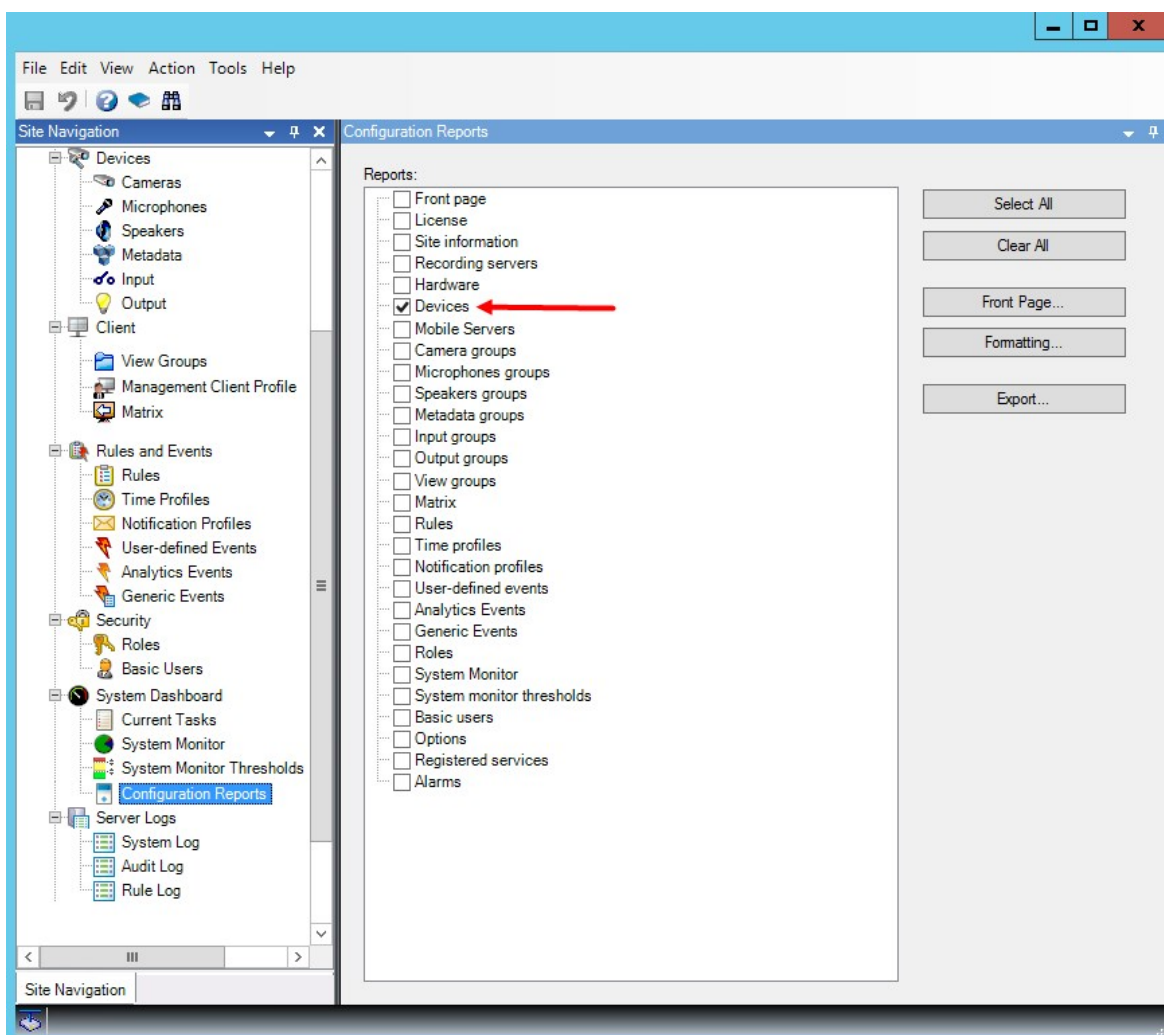 File Edit View Action Tools Help
Site Navigation
Devices
Cameras
Microphones
Speakers
Metadata
Input
Output
Client
View Groups
Management Client Profile
Matrix
Rules and Events
Rules
Time Profiles
Notification Profiles
User-defined Events
Analytics Events
Generic Events
Security
Roles
Basic Users
System Dashboard
Current Tasks
System Monitor
System Monitor Thresholds
Configuration Reports
Server Logs
System Log
Audit Log
Rule Log
Site Navigation
Configuration Reports
Reports:
Front page
License
Site information
Recording servers
Hardware
Devices
Mobile Servers
Camera groups
Microphones groups
Speakers groups
Metadata groups
Input groups
Output groups
View groups
Matrix
Rules
Time profiles
Notification profiles
User-defined events
Analytics Events
Generic Events
Roles
System Monitor
System monitor thresholds
Basic users
Options
Registered services
Alarms
Select All
Clear All
Front Page...
Formatting...
Export...